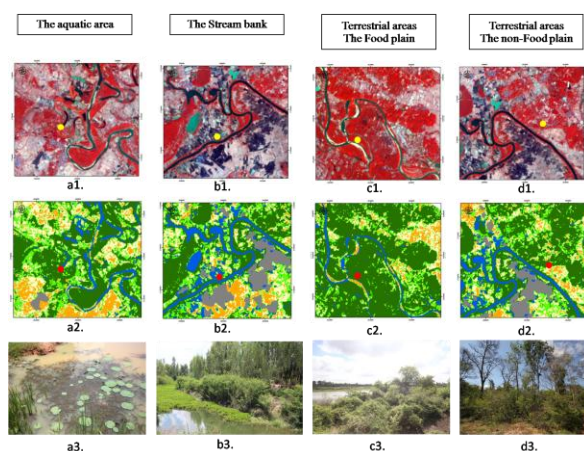 The aquatic area
The Stream bank
Terrestrial areas
The Food plain
Terrestrial areas
The non-Food plain
a1.
b1.
c1.
d1.
a2.
b2.
c2.
d2.
a3.
b3.
c3.
d3.